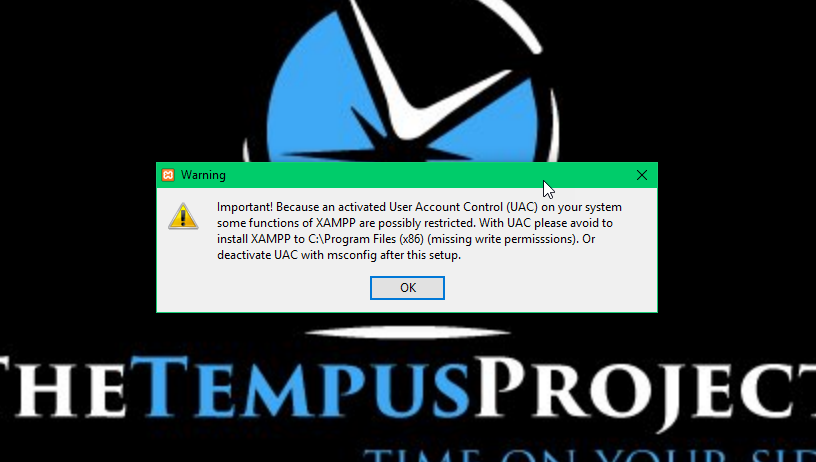 Warning
Important! Because an activated User Account Control (UAC) on your system
some functions of XAMPP are possibly restricted. With UAC please avoid to
install XAMPP to C:\Program Files (x86) (missing write permisssions). Or
deactivate UAC with msconfig after this setup.
OK
THETEMPUSPROJECT
TIME ON YOUR SID